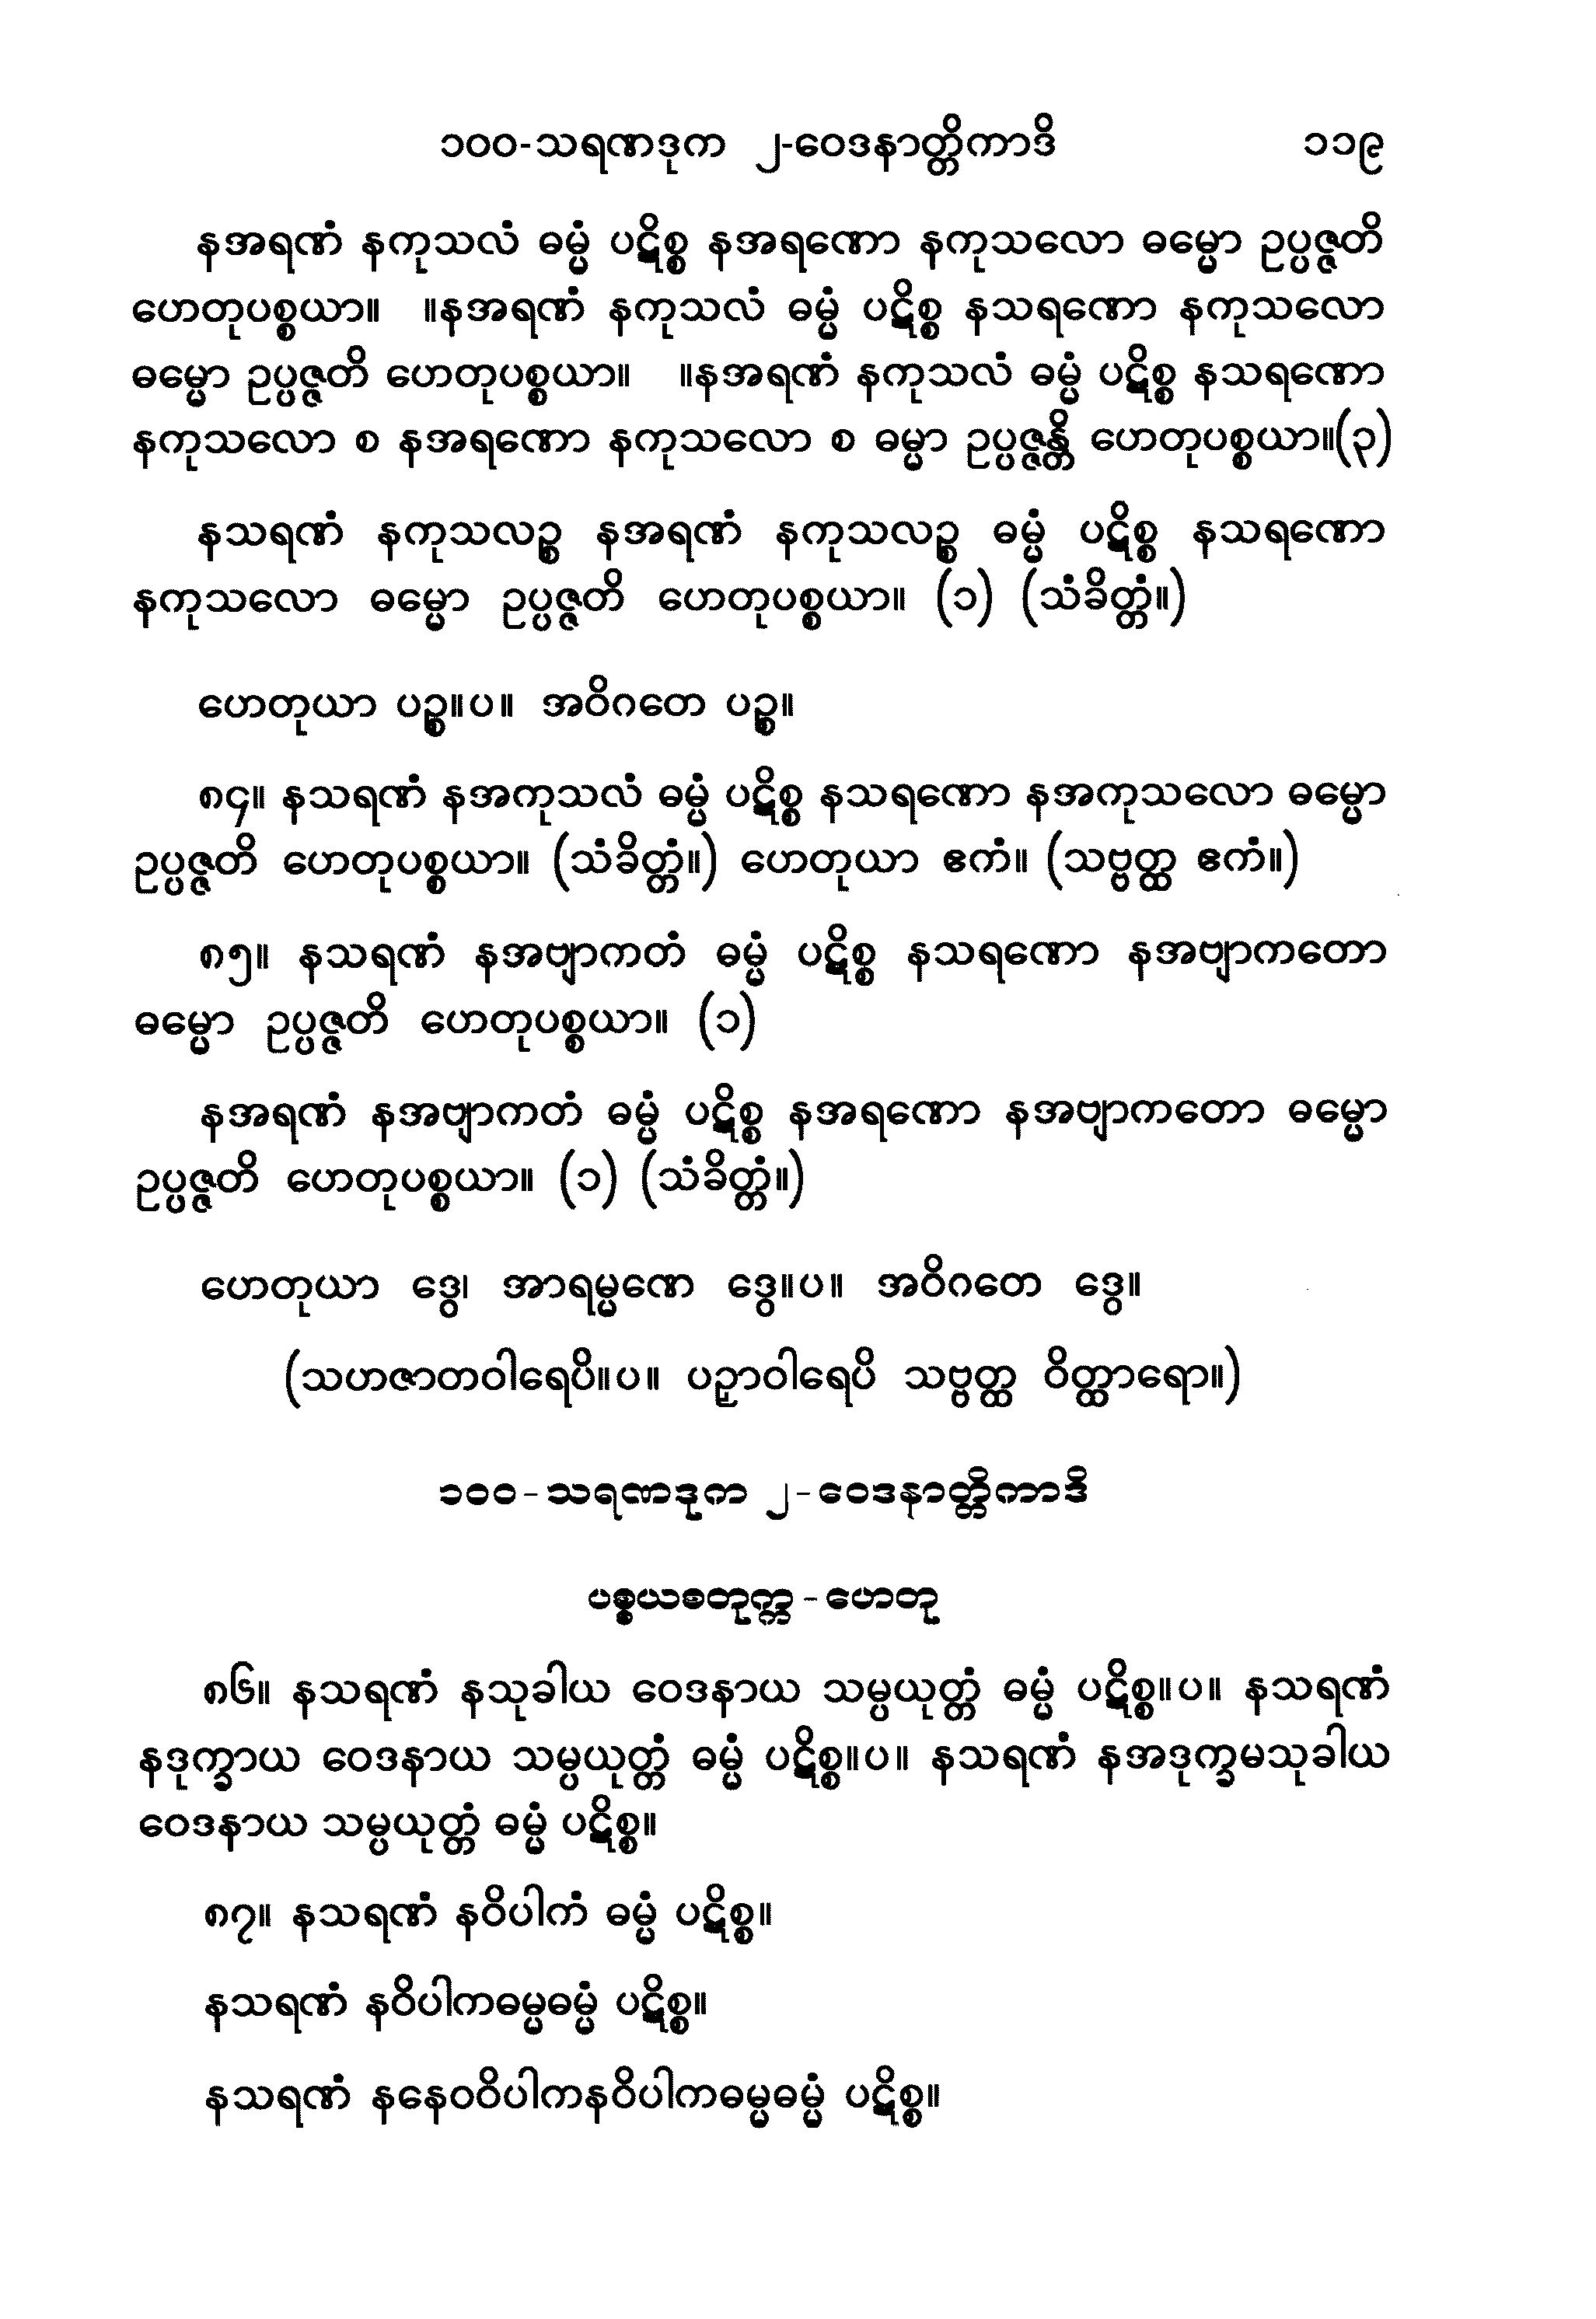 ၁၀၀-သရဏဒုက ၂-ဝေဒနာတ္တိကာဒိ ၁၁၉
နအရဏံ နကုသလံ ဓမ္မံ ပဋိစ္စ နအရဏော နကုသလော ဓမ္မော ဥပ္ပဇ္ဇတိ
ဟေတုပစ္စယာ။ ။နအရဏံ နကုသလံ ဓမ္မံ ပဋိစ္စ နသရဏော နကုသလော
ဓမ္မော ဥပ္ပဇ္ဇတိ ဟေတုပစ္စယာ။ ။နအရဏံ နကုသလံ ဓမ္မံ ပဋိစ္စ နသရဏော
နကုသလော စ နအရဏော နကုသလော စ ဓမ္မာ ဥပ္ပဇ္ဇန္တိ ဟေတုပစ္စယာ။(၃)
နသရဏံ နကုသလဉ္စ နအရဏံ နကုသလဉ္စ ဓမ္မံ ပဋိစ္စ နသရဏော
နကုသလော ဓမ္မော ဥပ္ပဇ္ဇတိ ဟေတုပစ္စယာ။ (၁) (သံခိတ္တံ။)
ဟေတုယာ ပဉ္စ။ပ။ အဝိဂတေ ပဉ္စ။
၈၄။ နသရဏံ နအကုသလံ ဓမ္မံ ပဋိစ္စ နသရဏော နအကုသလော ဓမ္မော
ဥပ္ပဇ္ဇတိ ဟေတုပစ္စယာ။ (သံခိတ္တံ။) ဟေတုယာ ဧကံ။ (သဗ္ဗတ္ထ ဧကံ။)
၈၅။ နသရဏံ နအဗျာကတံ ဓမ္မံ ပဋိစ္စ နသရဏော နအဗျာကတော
ဓမ္မော ဥပ္ပဇ္ဇတိ ဟေတုပစ္စယာ။ (၁)
နအရဏံ နအဗျာကတံ ဓမ္မံ ပဋိစ္စ နအရဏော နအဗျာကတော ဓမ္မော
ဥပ္ပဇ္ဇတိ ဟေတုပစ္စယာ။ (၁) (သံခိတ္တံ။)
ဟေတုယာ ဒွေ၊ အာရမ္မဏေ ဒွေ။ပ။ အဝိဂတေ ဒွေ။
(သဟဇာတဝါရေပိ။ပ။ ပဉှာဝါရေပိ သဗ္ဗတ္ထ ဝိတ္ထာရော။)
၁၀၀-သရဏဒုက ၂-ဝေဒနာတ္တိကာဒိ
ပစ္စယစတုက္က-ဟေတု
၈၆။ နသရဏံ နသုခါယ ဝေဒနာယ သမ္ပယုတ္တံ ဓမ္မံ ပဋိစ္စ။ပ။ နသရဏံ
နဒုက္ခာယ ဝေဒနာယ သမ္ပယုတ္တံ ဓမ္မံ ပဋိစ္စ။ပ။ နသရဏံ နအဒုက္ခမသုခါယ
ဝေဒနာယ သမ္ပယုတ္တံ ဓမ္မံ ပဋိစ္စ။
၈၇။ နသရဏံ နဝိပါကံ ဓမ္မံ ပဋိစ္စ။
နသရဏံ နဝိပါကဓမ္မဓမ္မံ ပဋိစ္စ။
နသရဏံ နနေဝဝိပါကနဝိပါကဓမ္မဓမ္မံ ပဋိစ္စ။